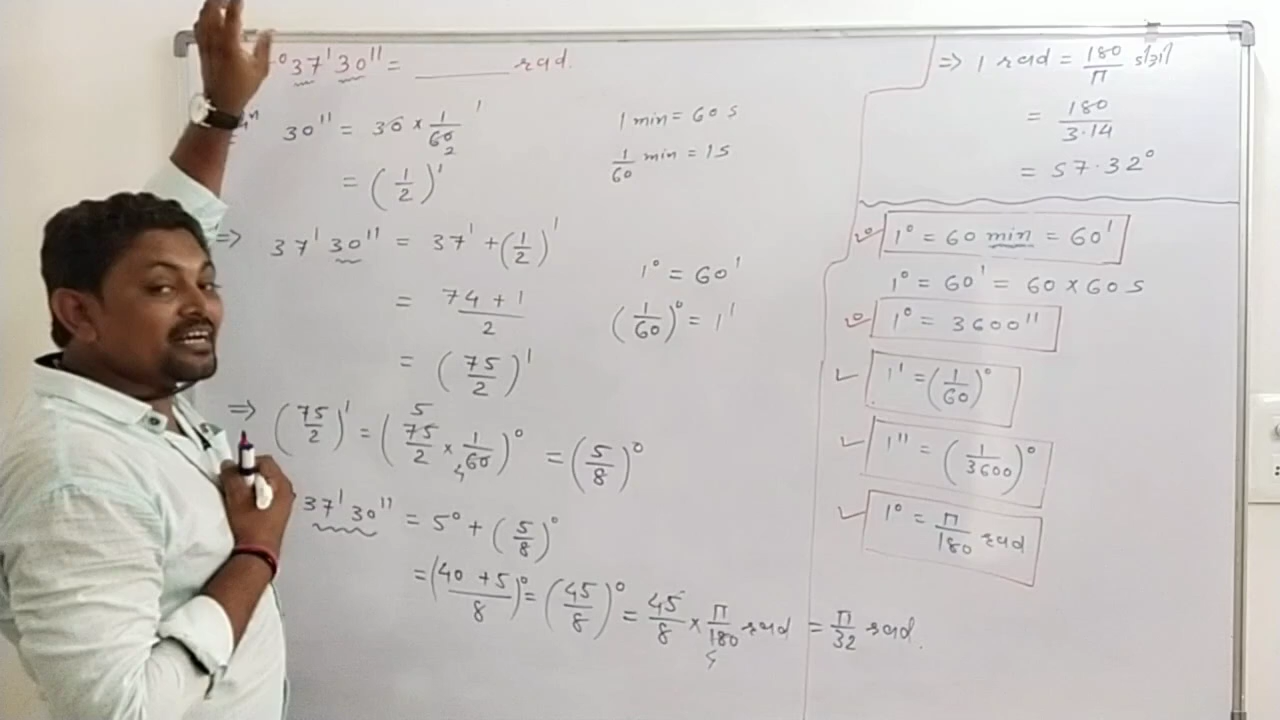 ° 37' 30'' = ______ rad.
30'' = 30 × 1/60 '
= (1/2)'
1 min = 60 s
1/60 min = 1s
⇒ 37' 30'' = 37' + (1/2)'
= 74 + 1 / 2
= (75/2)'
1° = 60'
(1/60)° = 1'
⇒ (75/2)' = (75/2 × 1/60)° = (5/8)°
5
4
37' 30'' = 5° + (5/8)°
= (40 + 5 / 8)° = (45/8)° = 45/8 × π/180 rad = π/32 rad.
4
⇒ 1 rad = 180/π
= 180/3.14
= 57.32°
1° = 60 min = 60'
1° = 60' = 60 × 60 s
1° = 3600''
1' = (1/60)°
1'' = (1/3600)°
1° = π/180 rad